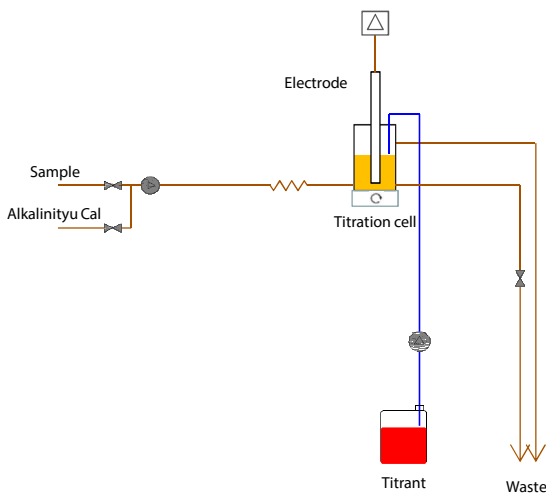 Electrode
Sample
Alkalinityu Cal
Titration cell
Titrant
Waste